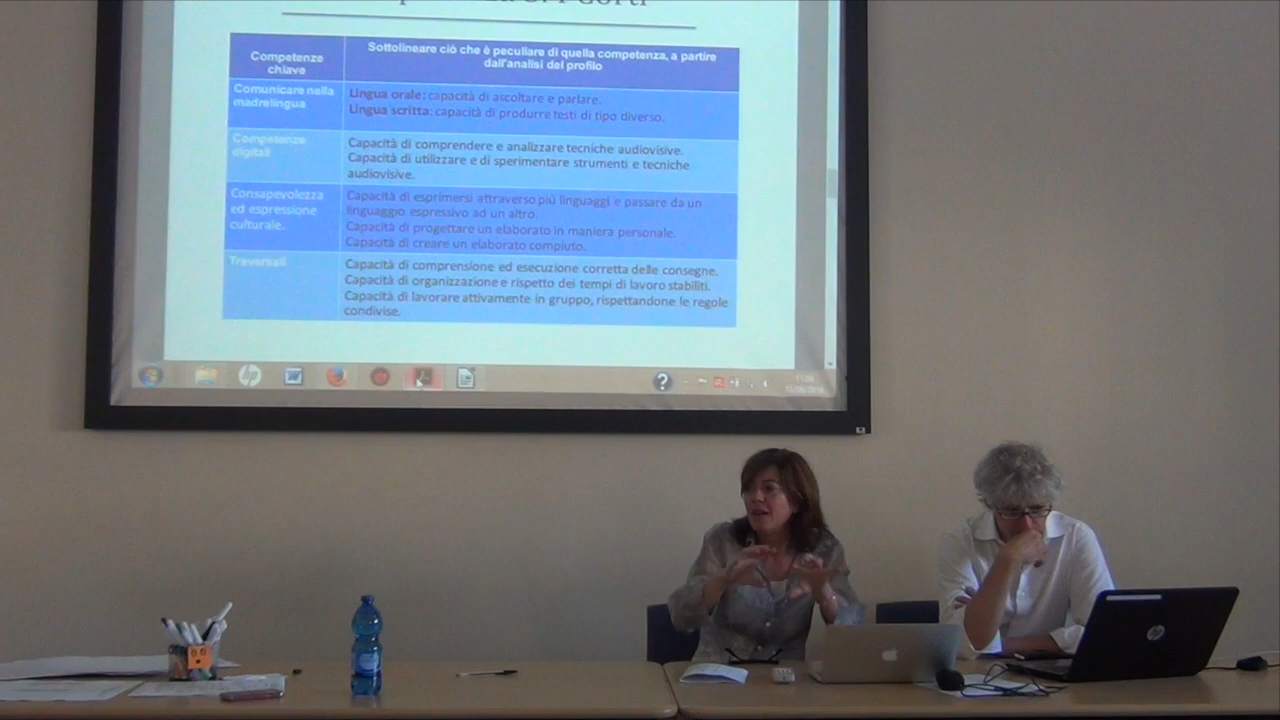 Competenze
chiave
Sottolineare ciò che è peculiare di quella competenza, a partire
dall'analisi del profilo
Comunicare nella
madrelingua
Lingua orale: capacità di ascoltare e parlare.
Lingua scritta: capacità di produrre testi di tipo diverso.
Competenze
digitali
Capacità di comprendere e analizzare tecniche audiovisive.
Capacità di utilizzare e di sperimentare strumenti e tecniche
audiovisive.
Consapevolezza
ed espressione
culturale.
Capacità di esprimersi attraverso più linguaggi e passare da un
linguaggio espressivo ad un altro.
Capacità di progettare un elaborato in maniera personale.
Capacità di creare un elaborato compiuto.
Trasversali
Capacità di comprensione ed esecuzione corretta delle consegne.
Capacità di organizzazione e rispetto dei tempi di lavoro stabiliti.
Capacità di lavorare attivamente in gruppo, rispettandone le regole
condivise.
hp
W
?
hp